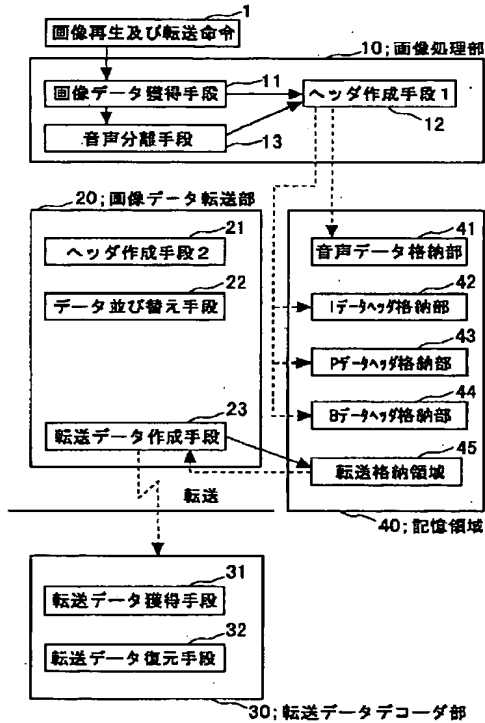 1
画像再生及び転送命令
10;画像処理部
11
画像データ獲得手段
ヘッダ作成手段1
12
音声分離手段
13
20;画像データ転送部
21
ヘッダ作成手段2
22
データ並び替え手段
23
転送データ作成手段
転送
41
音声データ格納部
42
Iデータヘッダ格納部
43
Pデータヘッダ格納部
44
Bデータヘッダ格納部
45
転送格納領域
40;記憶領域
31
転送データ獲得手段
32
転送データ復元手段
30;転送データデコーダ部